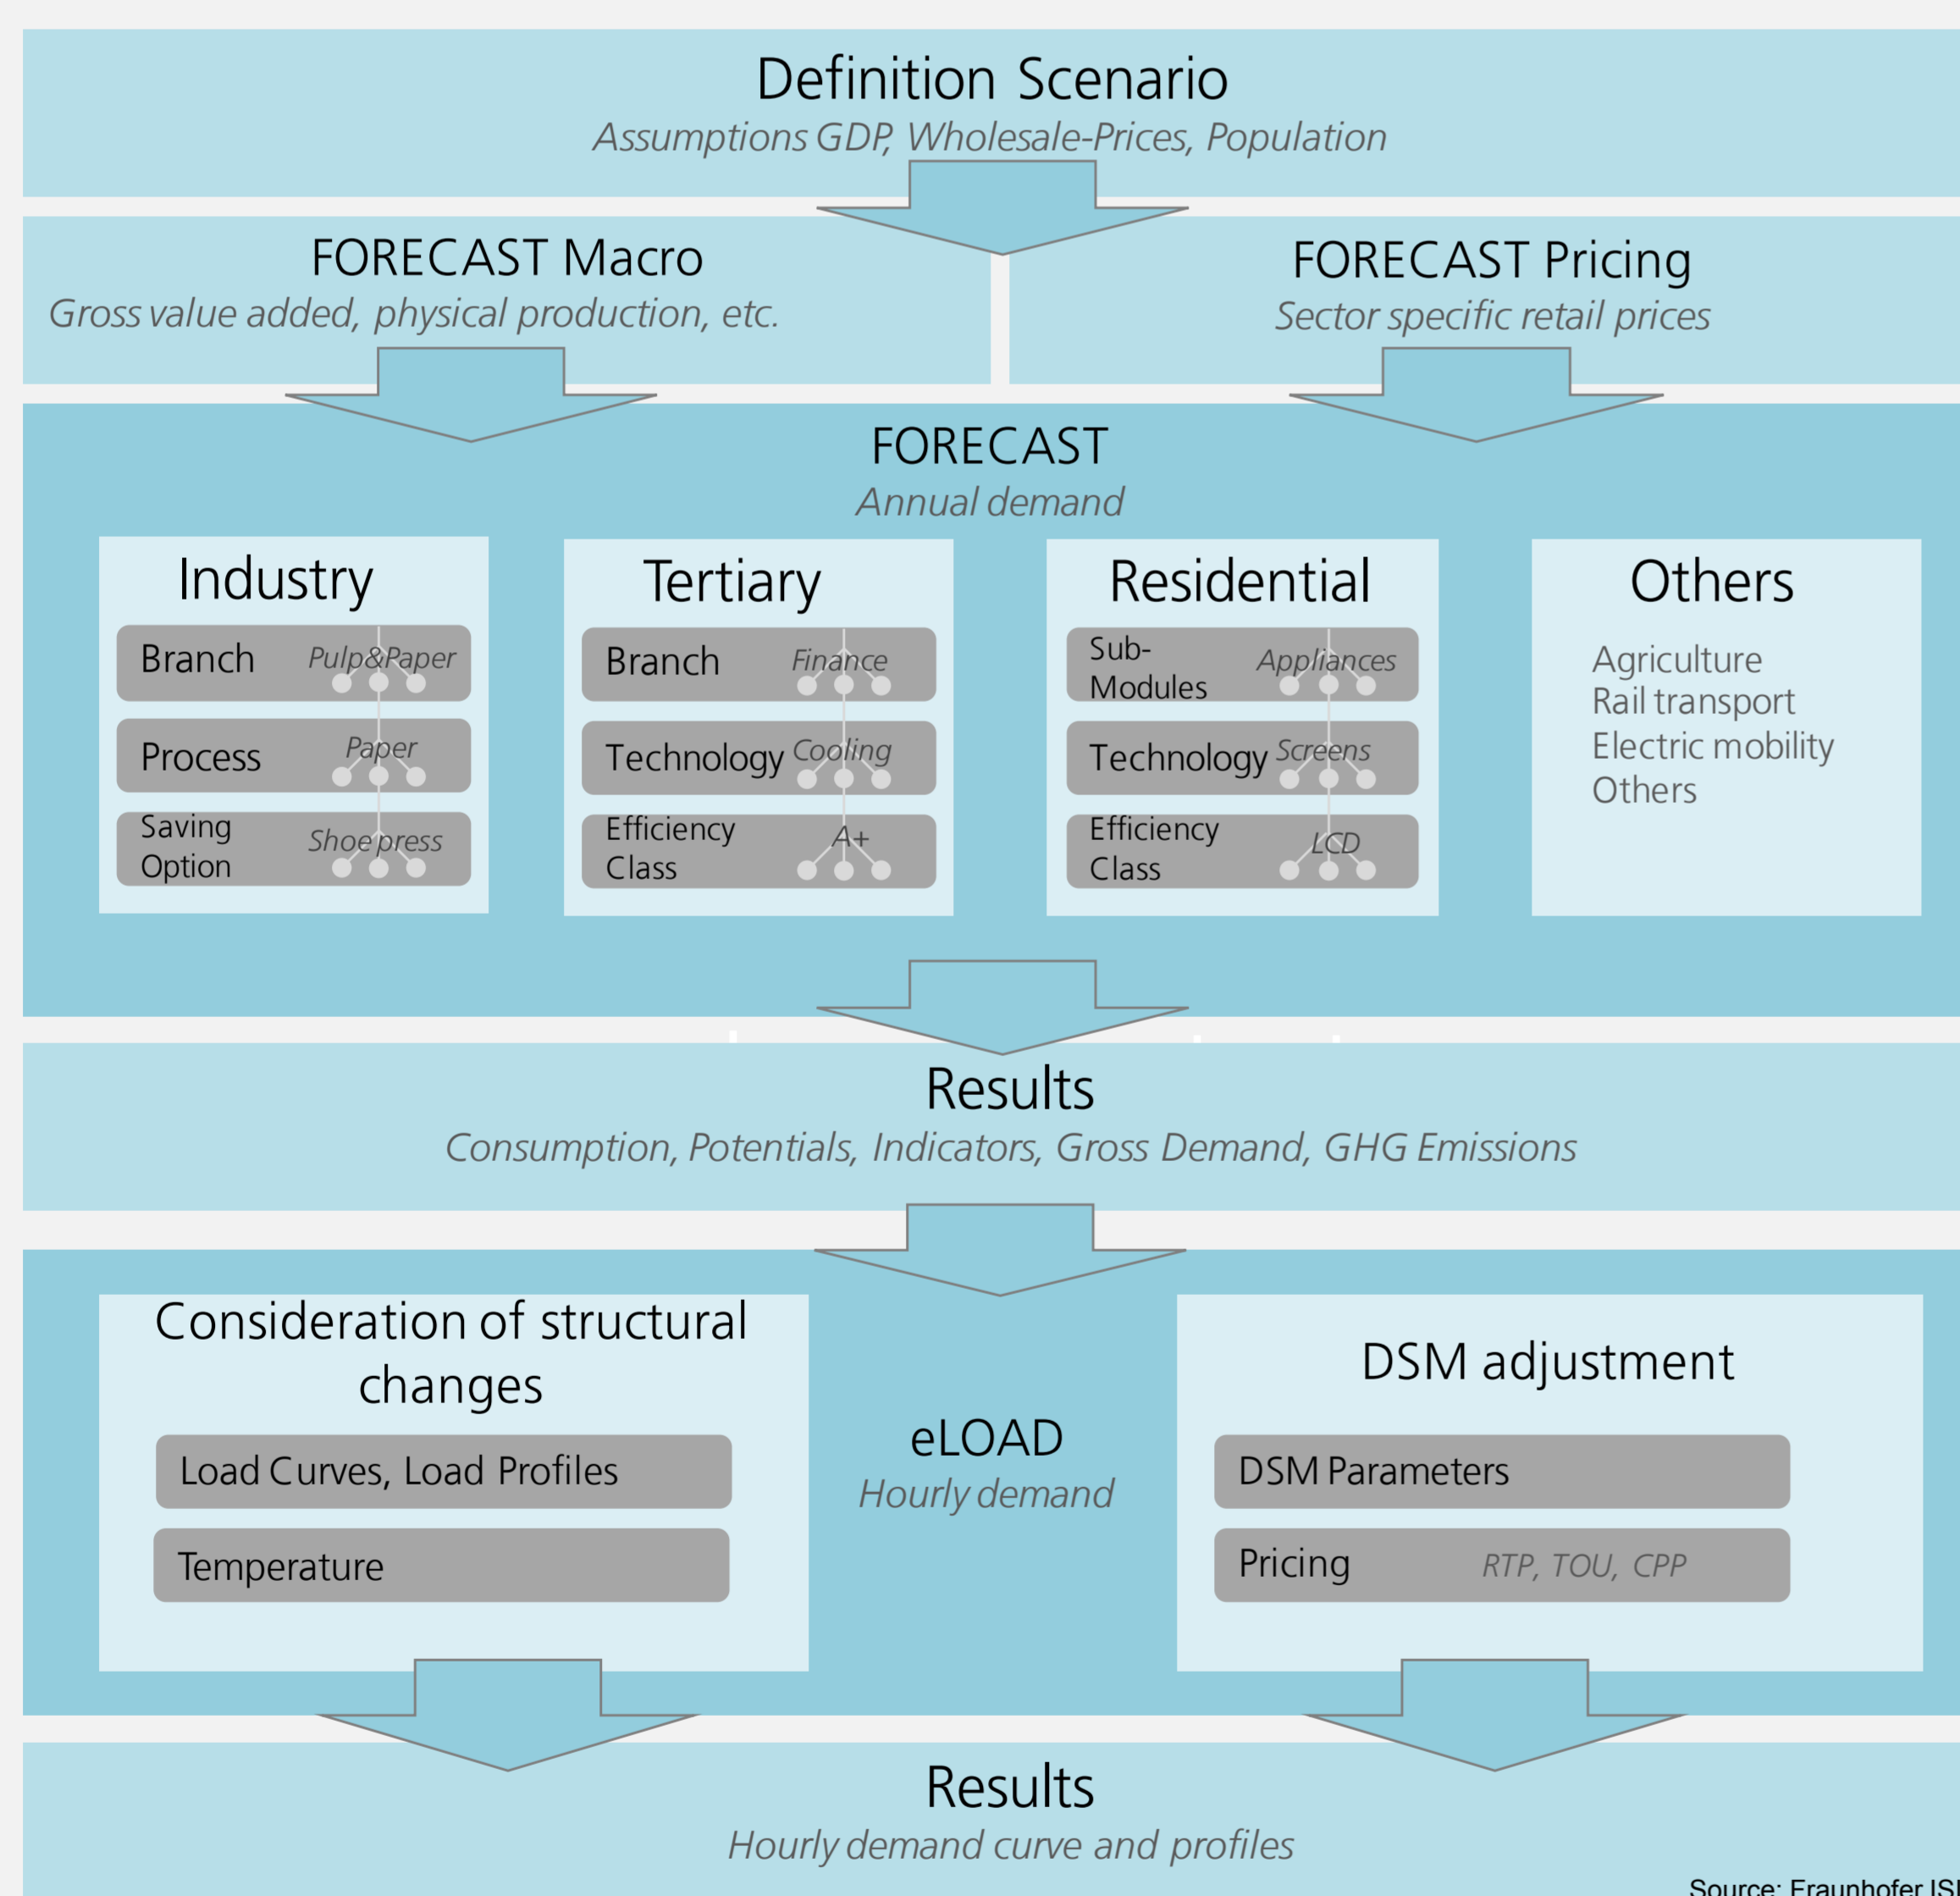 Definition Scenario
Assumptions GDP, Wholesale-Prices, Population
FORECAST Macro
Gross value added, physical production, etc.
FORECAST Pricing
Sector specific retail prices
FORECAST
Annual demand
Industry
Branch Pulp&Paper
Process Paper
Saving
Option
Shoe press
Tertiary
Branch Finance
Technology Cooling
Efficiency
Class
A+
Residential
Sub-
Modules
Appliances
Technology Screens
Efficiency
Class
LCD
Others
Agriculture
Rail transport
Electric mobility
Others
Results
Consumption, Potentials, Indicators, Gross Demand, GHG Emissions
Consideration of structural
changes
Load Curves, Load Profiles
Temperature
eLOAD
Hourly demand
DSM adjustment
DSM Parameters
Pricing RTP, TOU, CPP
Results
Hourly demand curve and profiles
Source: Fraunhofer ISI